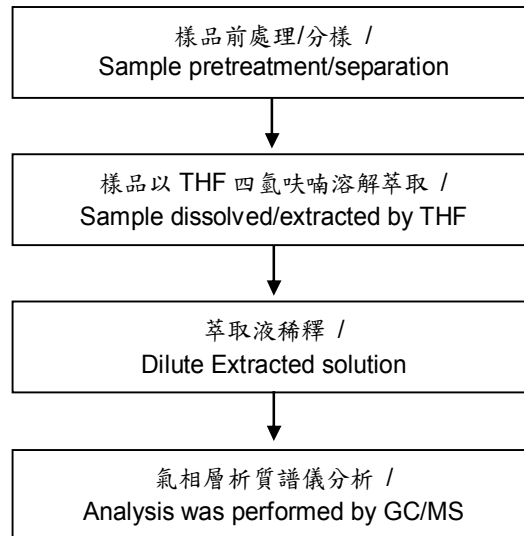 樣品前處理/分樣 /
Sample pretreatment/separation
樣品以 THF 四氫呋喃溶解萃取 /
Sample dissolved/extracted by THF
萃取液稀釋 /
Dilute Extracted solution
氣相層析質譜儀分析 /
Analysis was performed by GC/MS